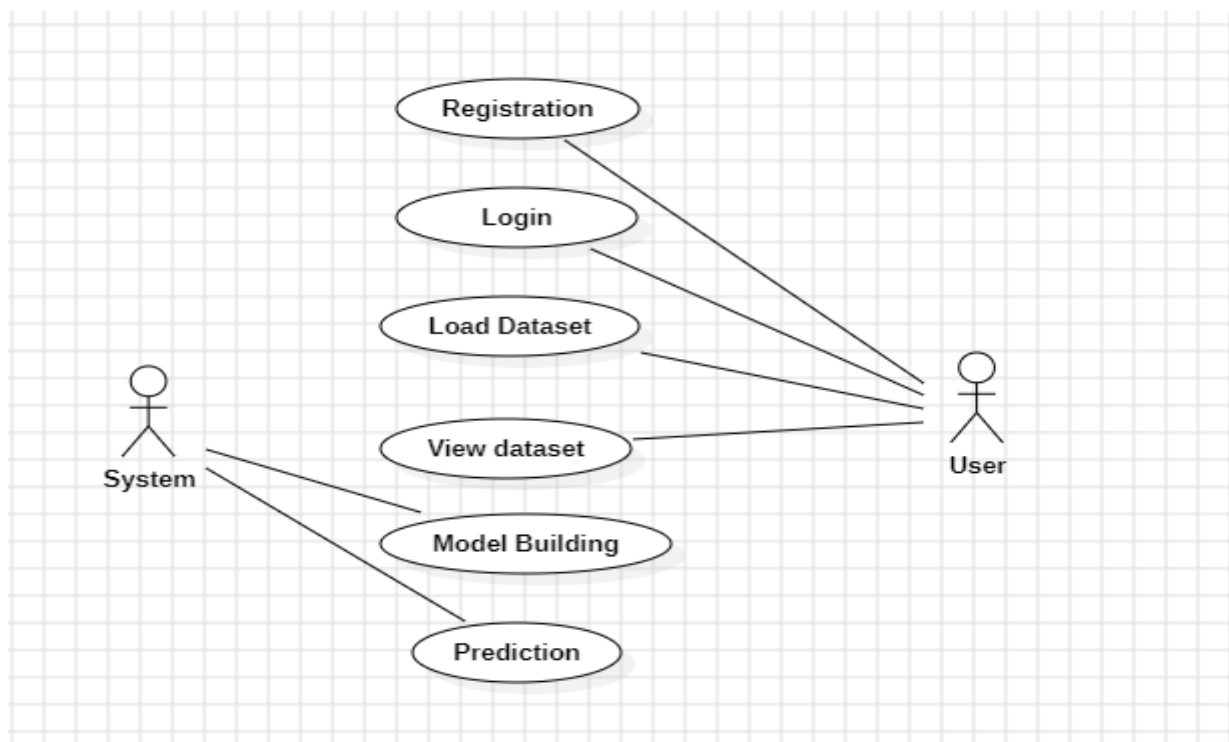 Registration
Login
Load Dataset
View dataset
System
User
Model Building
Prediction